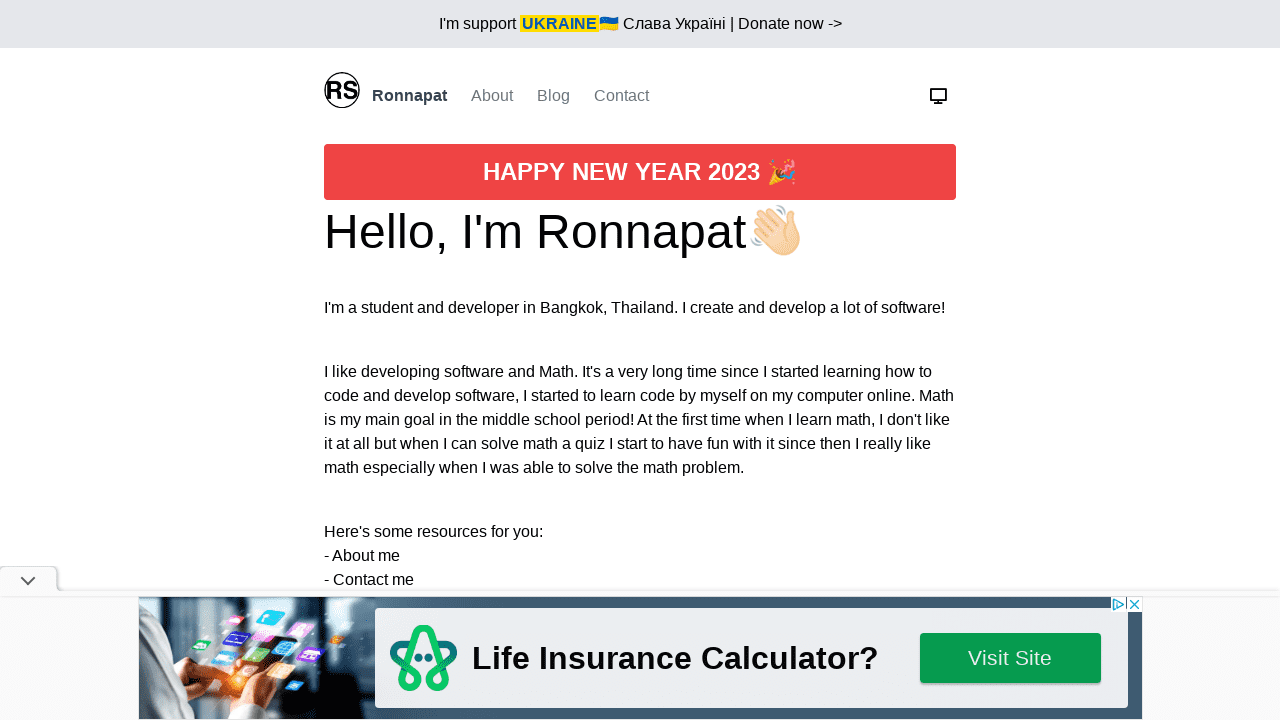 I'm support UKRAINE🇺🇦 Слава Україні | Donate now ->
RS Ronnapat About Blog Contact
HAPPY NEW YEAR 2023 🎉
Hello, I'm Ronnapat👋🏻
I'm a student and developer in Bangkok, Thailand. I create and develop a lot of software!
I like developing software and Math. It's a very long time since I started learning how to
code and develop software, I started to learn code by myself on my computer online. Math
is my main goal in the middle school period! At the first time when I learn math, I don't like
it at all but when I can solve math a quiz I start to have fun with it since then I really like
math especially when I was able to solve the math problem.
Here's some resources for you:
- About me
- Contact me
Life Insurance Calculator?
Visit Site